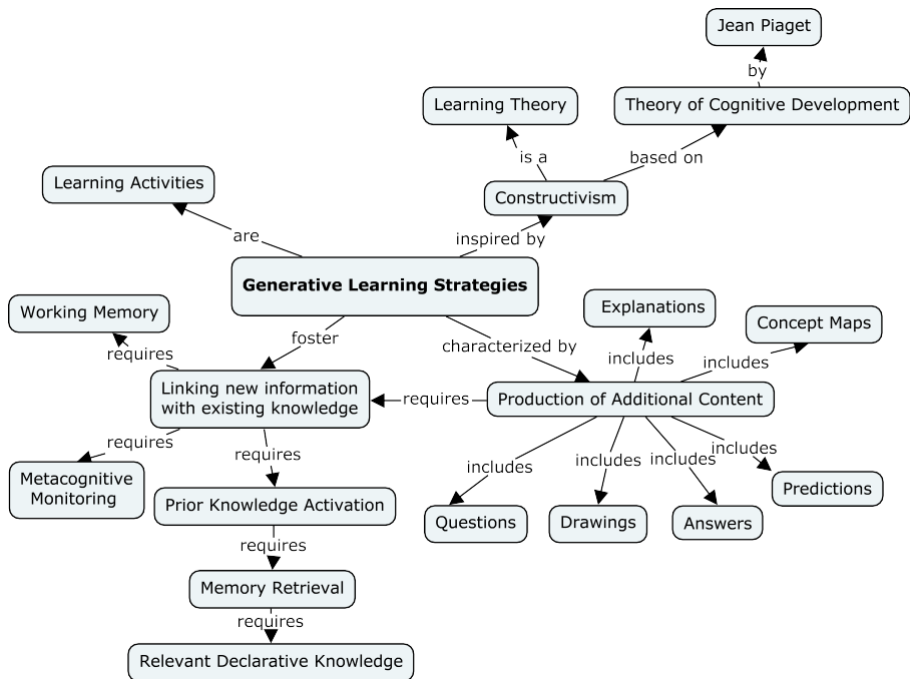 Jean Piaget
by
Learning Theory
Theory of Cognitive Development
is a
based on
Learning Activities
Constructivism
are
inspired by
Generative Learning Strategies
Working Memory
Explanations
Concept Maps
foster
characterized by
requires
includes
includes
Linking new information
with existing knowledge
requires
Production of Additional Content
requires
requires
includes
includes
includes
includes
Metacognitive
Monitoring
Prior Knowledge Activation
Questions
Drawings
Answers
Predictions
requires
Memory Retrieval
requires
Relevant Declarative Knowledge